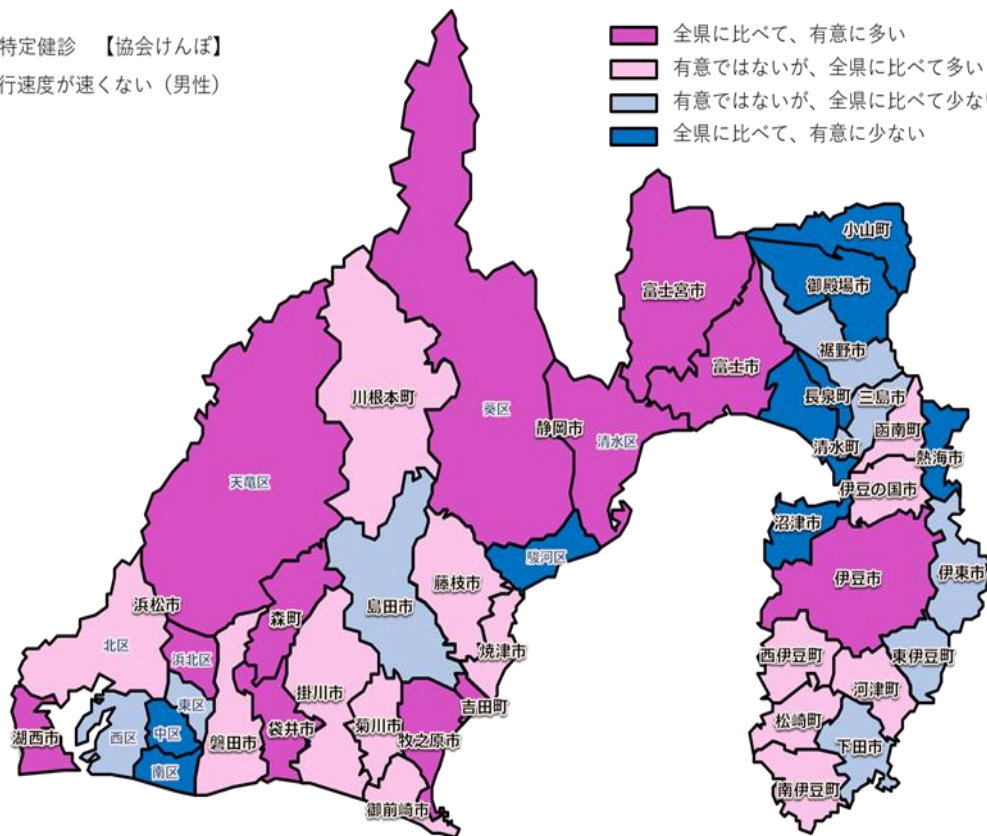 特定健診 【協会けんぽ】
行速度が速くない（男性）
全県に比べて、有意に多い
有意ではないが、全県に比べて多い
有意ではないが、全県に比べて少ない
全県に比べて、有意に少ない
小山町
御殿場市
富士宮市
裾野市
富士市
長泉町
三島市
川根本町
葵区
静岡市
清水区
函南町
清水町
熱海市
天竜区
伊豆の国市
沼津市
駿河区
伊豆市
伊東市
藤枝市
島田市
浜松市
森町
北区
焼津市
西伊豆町
東伊豆町
浜北区
掛川市
河津町
東区
吉田町
菊川市
松崎町
湖西市
西区
中区
磐田市
袋井市
牧之原市
下田市
南区
南伊豆町
御前崎市